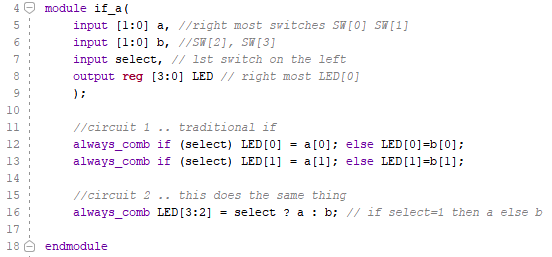 4 module if_a(
5 input [1:0] a, //right most switches SW[0] SW[1]
6 input [1:0] b, //SW[2], SW[3]
7 input select, // lst switch on the left
8 output reg [3:0] LED // right most LED[0]
9 );
10
11 //circuit 1 .. traditional if
12 always_comb if (select) LED[0] = a[0]; else LED[0]=b[0];
13 always_comb if (select) LED[1] = a[1]; else LED[1]=b[1];
14
15 //circuit 2 .. this does the same thing
16 always_comb LED[3:2] = select ? a : b; // if select=1 then a else b
17
18 endmodule